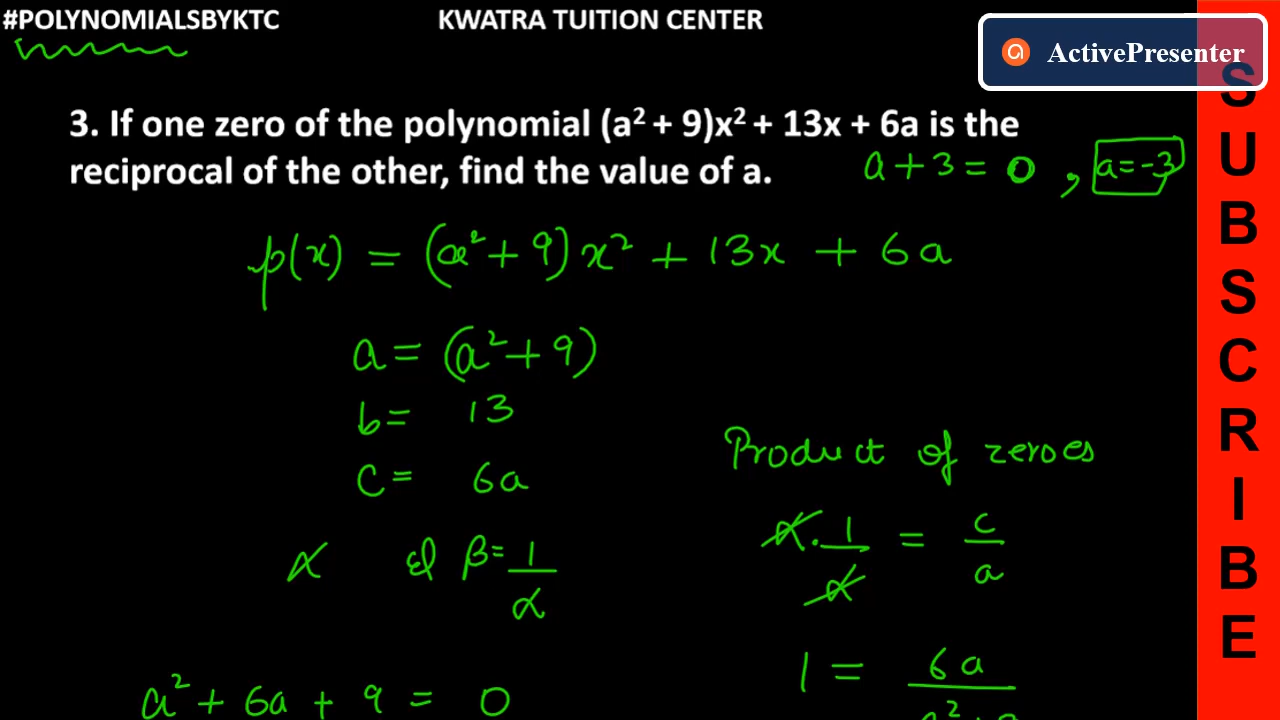 #POLYNOMIALSBYKTC
KWATRA TUITION CENTER
ActivePresenter
SUBSCRIBE
3. If one zero of the polynomial (a² + 9)x² + 13x + 6a is the
reciprocal of the other, find the value of a.
a + 3 = 0 , a = -3
p(x) = (a² + 9) x² + 13x + 6a
a = (a² + 9)
b = 13
c = 6a
α & β = 1/α
Product of zeroes
α · 1/α = c/a
1 = 6a
a² + 6a + 9 = 0